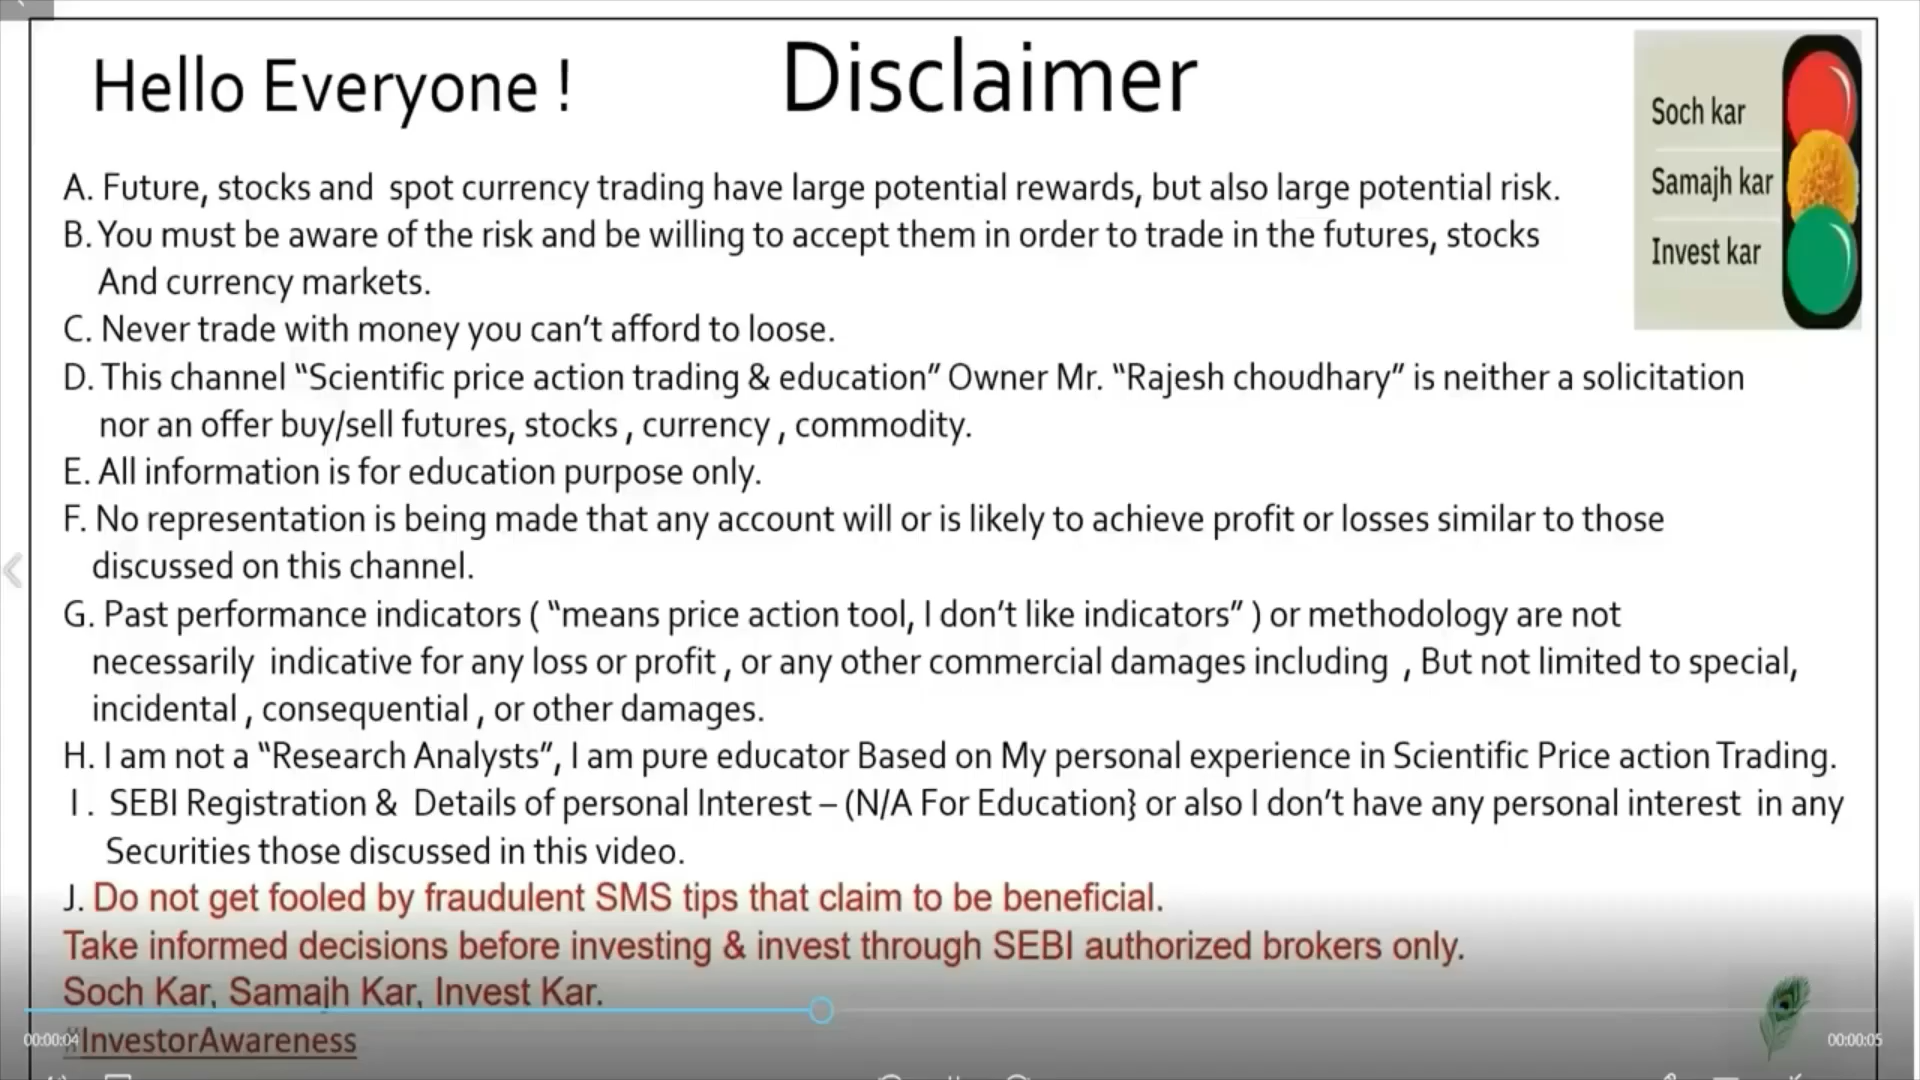 Hello Everyone !
Disclaimer
Soch kar
Samajh kar
Invest kar
A. Future, stocks and spot currency trading have large potential rewards, but also large potential risk.
B. You must be aware of the risk and be willing to accept them in order to trade in the futures, stocks
And currency markets.
C. Never trade with money you can't afford to loose.
D. This channel “Scientific price action trading & education” Owner Mr. “Rajesh choudhary” is neither a solicitation
nor an offer buy/sell futures, stocks , currency , commodity.
E. All information is for education purpose only.
F. No representation is being made that any account will or is likely to achieve profit or losses similar to those
discussed on this channel.
G. Past performance indicators ( “means price action tool, I don't like indicators” ) or methodology are not
necessarily indicative for any loss or profit , or any other commercial damages including , But not limited to special,
incidental , consequential , or other damages.
H. I am not a “Research Analysts”, I am pure educator Based on My personal experience in Scientific Price action Trading.
I . SEBI Registration & Details of personal Interest – (N/A For Education} or also I don't have any personal interest in any
Securities those discussed in this video.
J. Do not get fooled by fraudulent SMS tips that claim to be beneficial.
Take informed decisions before investing & invest through SEBI authorized brokers only.
Soch Kar, Samajh Kar, Invest Kar.
#InvestorAwareness
00:00:04
00:00:05